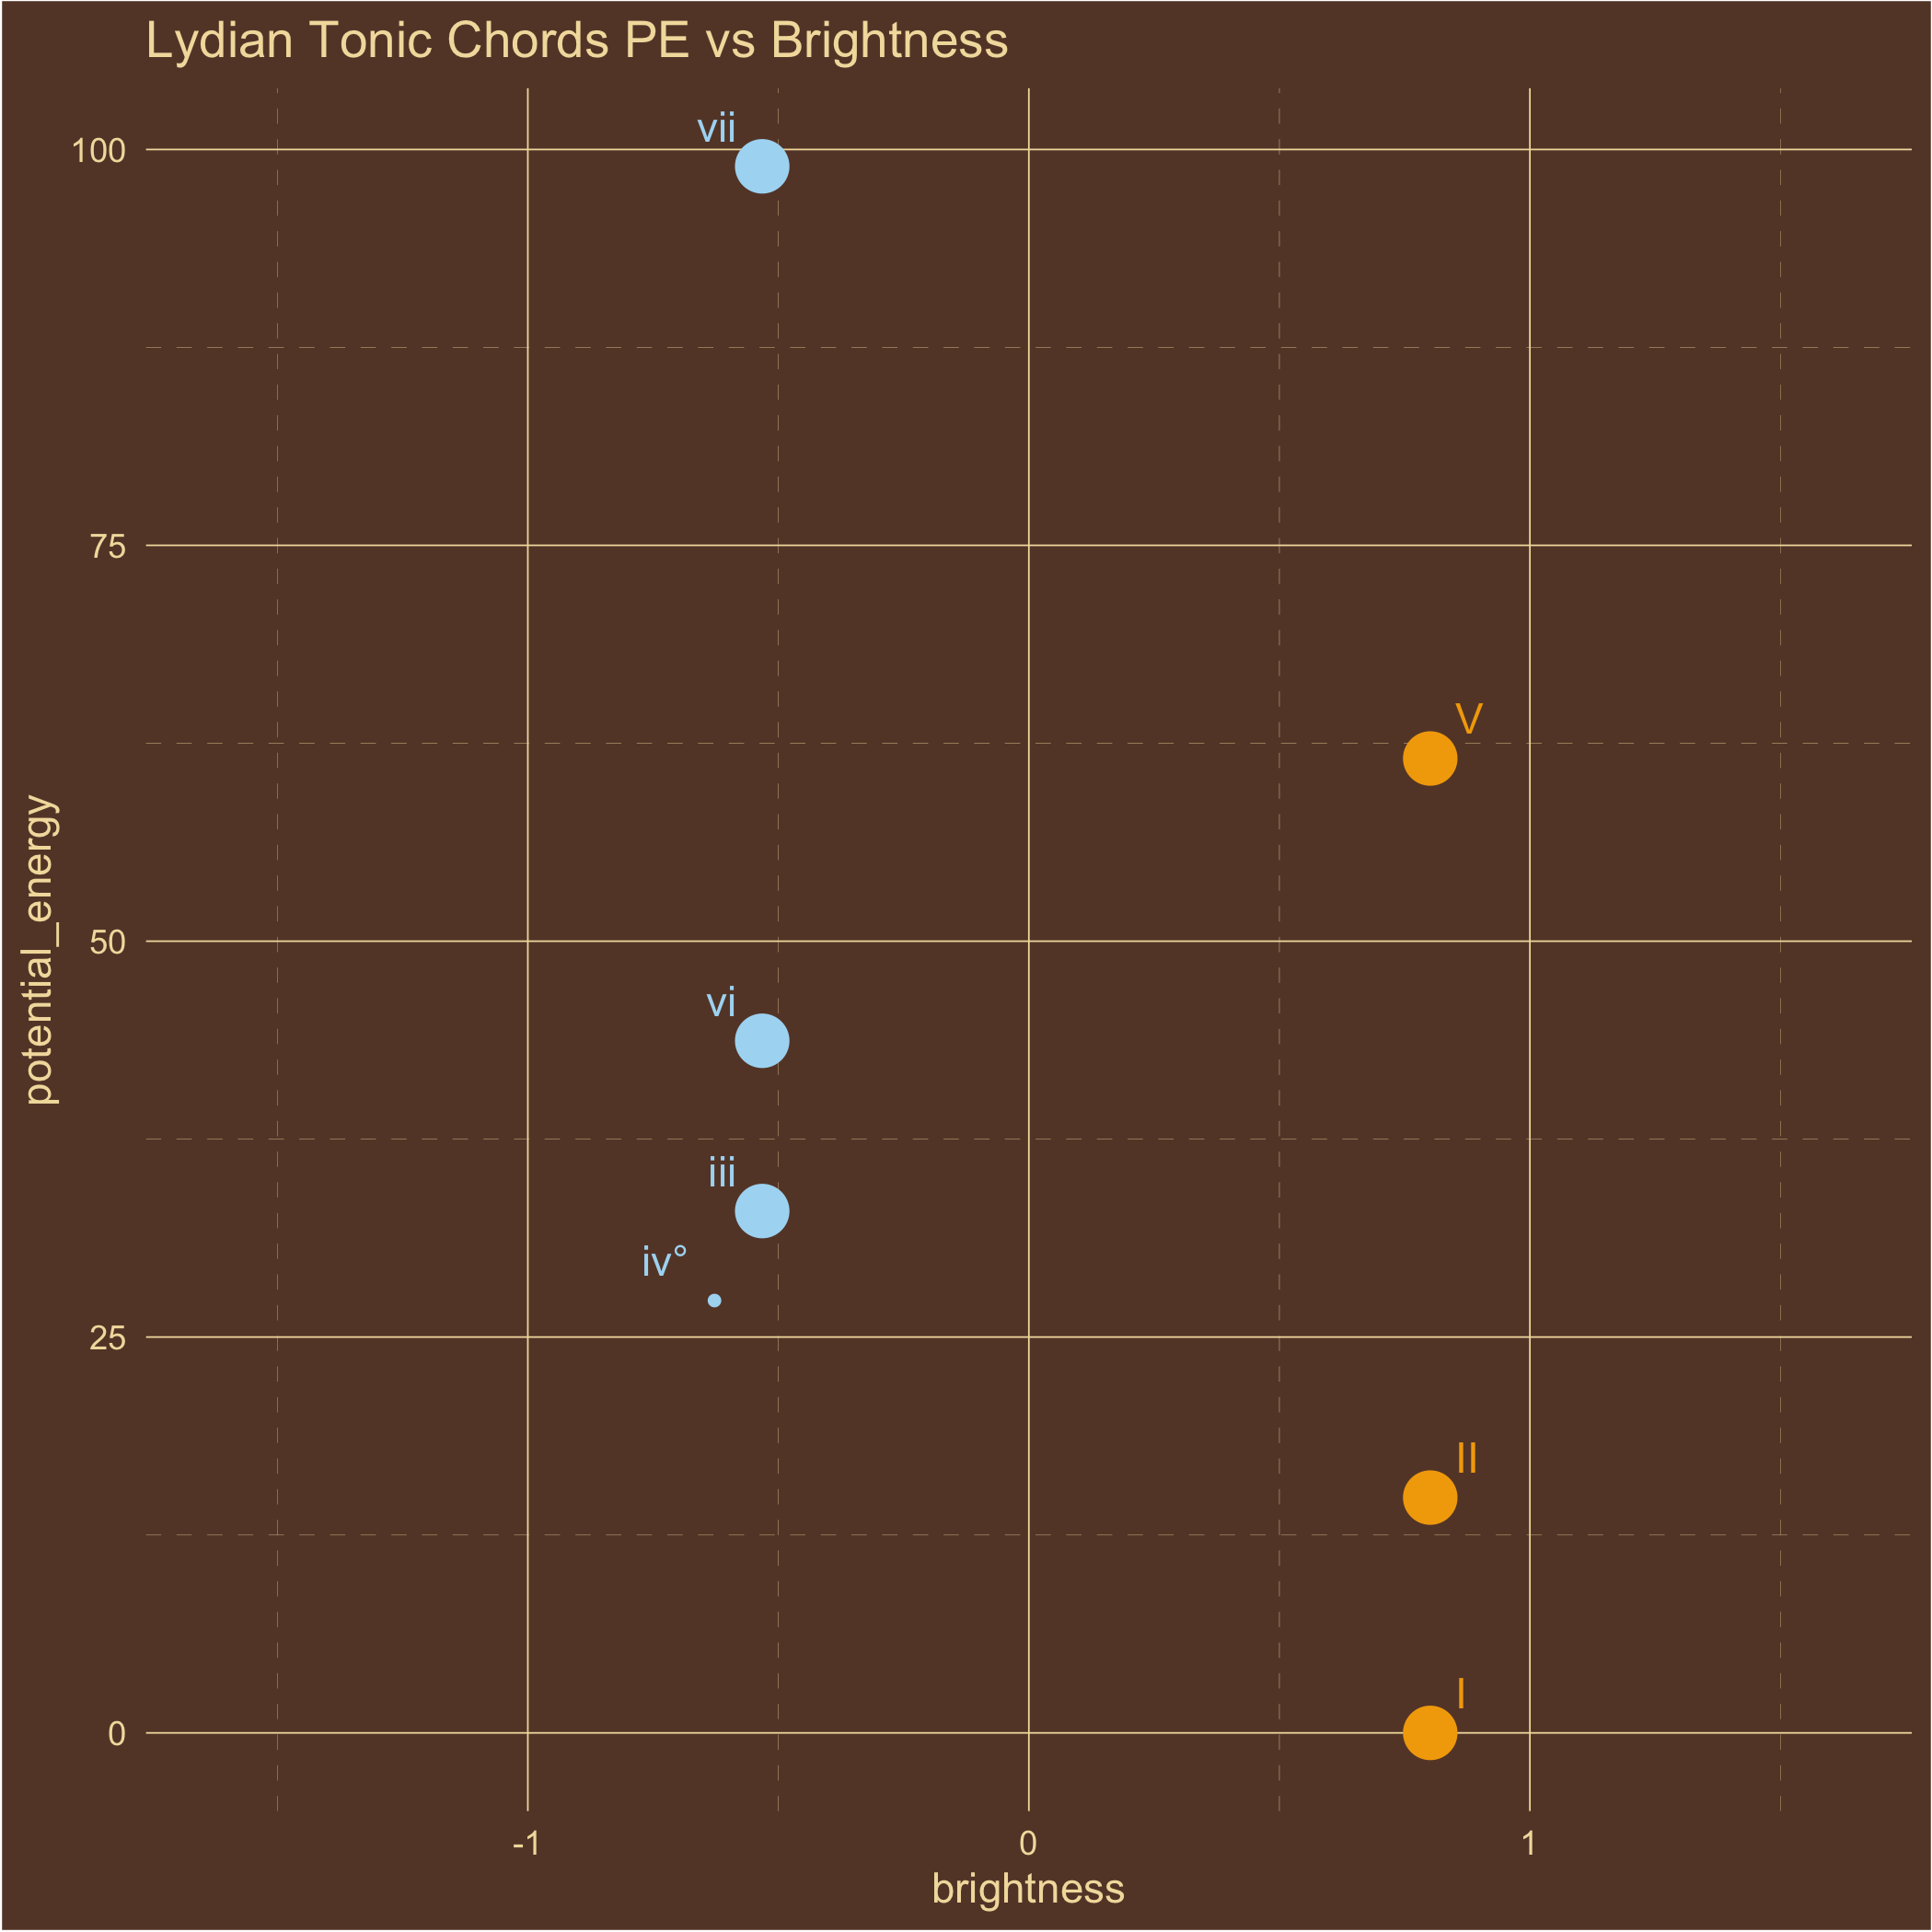 Lydian Tonic Chords PE vs Brightness
vii
100
75
V
potential_energy
50
vi
iii
iv°
25
II
I
0
-1 0 1
brightness